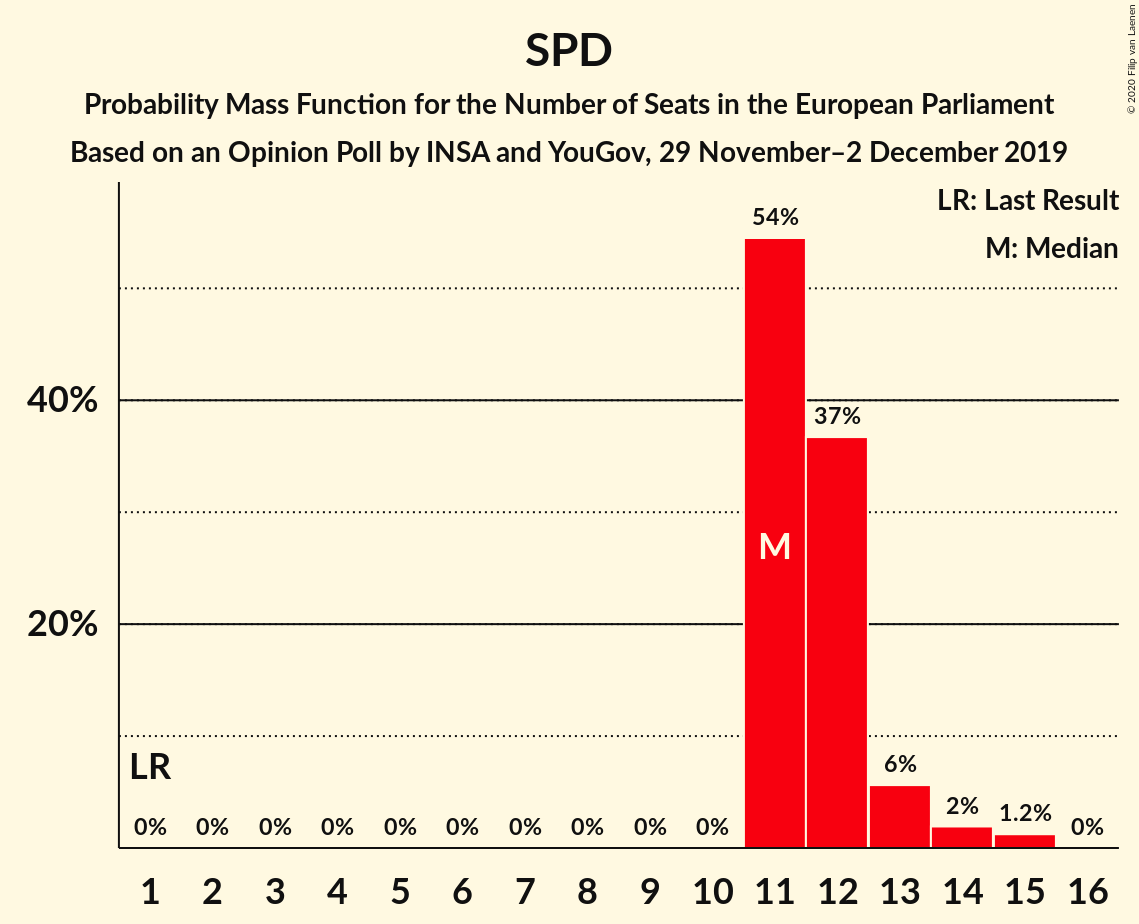 SPD
Probability Mass Function for the Number of Seats in the European Parliament
Based on an Opinion Poll by INSA and YouGov, 29 November–2 December 2019
© 2020 Filip van Laenen
LR: Last Result
M: Median
54%
40%
37%
M
20%
LR
6%
2%
1.2%
0% 0% 0% 0% 0% 0% 0% 0% 0% 0% 0%
1 2 3 4 5 6 7 8 9 10 11 12 13 14 15 16